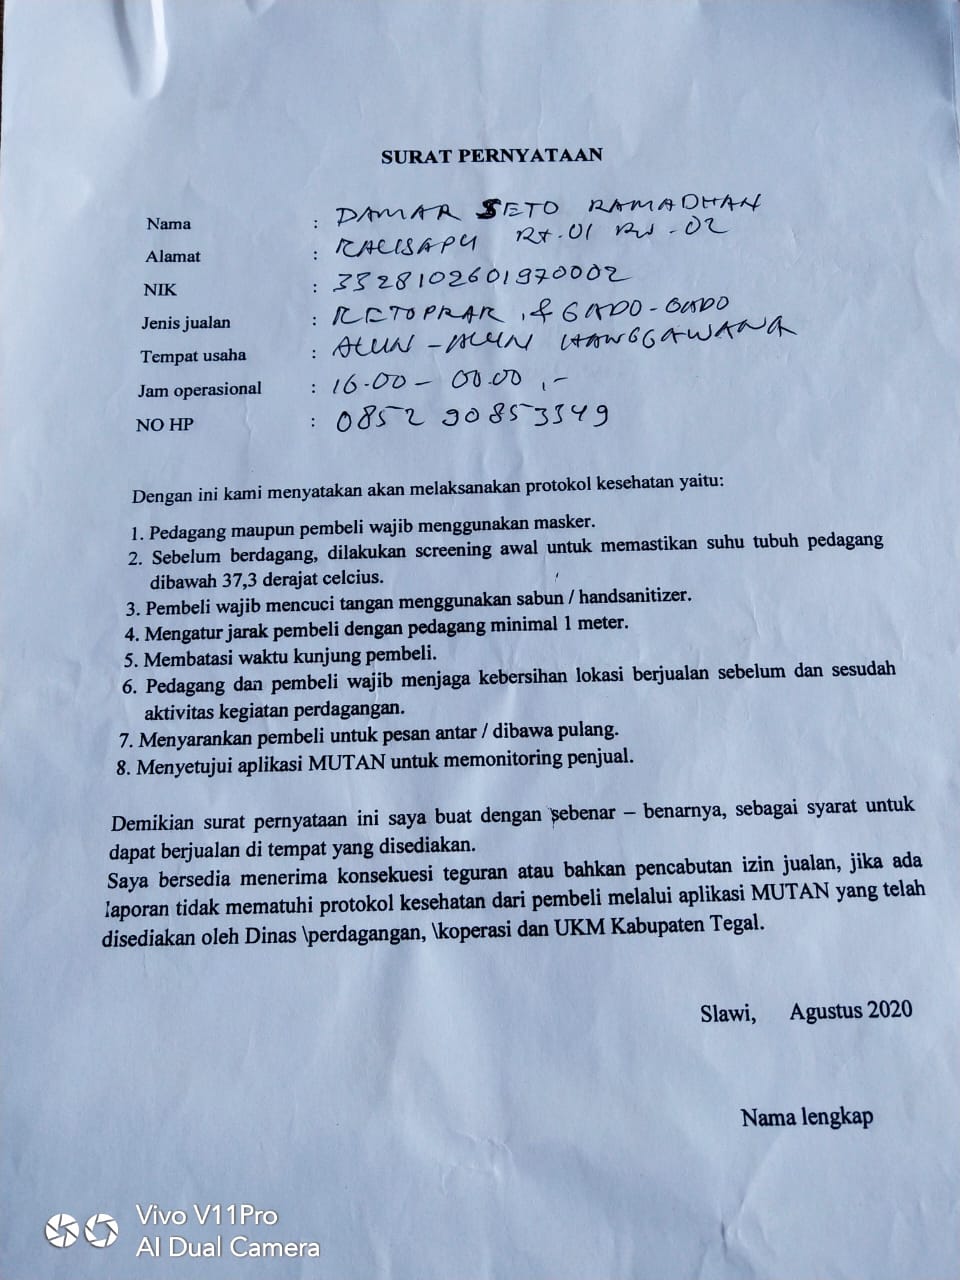 SURAT PERNYATAAN
Nama : DAMAR SETO RAMADHAN
Alamat : KALISAPU Rt.01 RW-02
NIK : 3328102601970002
Jenis jualan : KETOPRAK, & GADO-GADO
Tempat usaha : ALUN-ALUN HANGGAWANA
Jam operasional : 16.00 - 00.00,-
NO HP : 0852 90853349
Dengan ini kami menyatakan akan melaksanakan protokol kesehatan yaitu:
1. Pedagang maupun pembeli wajib menggunakan masker.
2. Sebelum berdagang, dilakukan screening awal untuk memastikan suhu tubuh pedagang
dibawah 37,3 derajat celcius.
3. Pembeli wajib mencuci tangan menggunakan sabun / handsanitizer.
4. Mengatur jarak pembeli dengan pedagang minimal 1 meter.
5. Membatasi waktu kunjung pembeli.
6. Pedagang dan pembeli wajib menjaga kebersihan lokasi berjualan sebelum dan sesudah
aktivitas kegiatan perdagangan.
7. Menyarankan pembeli untuk pesan antar / dibawa pulang.
8. Menyetujui aplikasi MUTAN untuk memonitoring penjual.
Demikian surat pernyataan ini saya buat dengan sebenar – benarnya, sebagai syarat untuk
dapat berjualan di tempat yang disediakan.
Saya bersedia menerima konsekuesi teguran atau bahkan pencabutan izin jualan, jika ada
laporan tidak mematuhi protokol kesehatan dari pembeli melalui aplikasi MUTAN yang telah
disediakan oleh Dinas \perdagangan, \koperasi dan UKM Kabupaten Tegal.
Slawi, Agustus 2020
Nama lengkap
Vivo V11Pro
AI Dual Camera